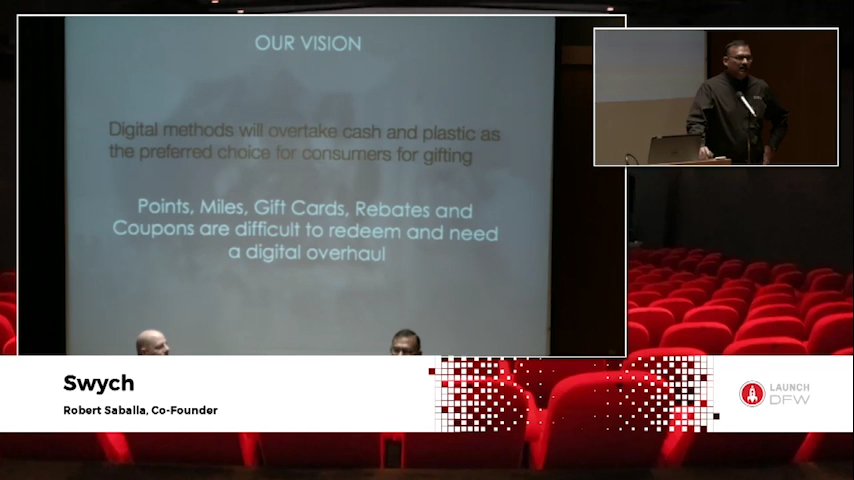 OUR VISION
Digital methods will overtake cash and plastic as
the preferred choice for consumers for gifting
Points, Miles, Gift Cards, Rebates and
Coupons are difficult to redeem and need
a digital overhaul
Swych
Robert Saballa, Co-Founder
LAUNCH
DFW